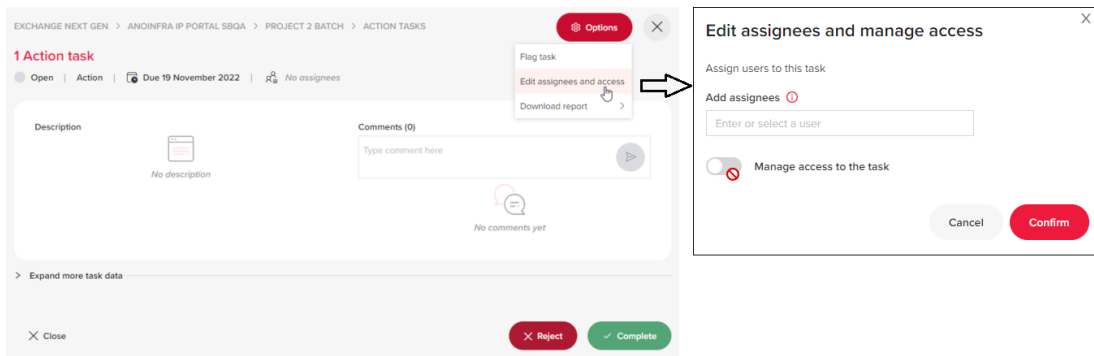 EXCHANGE NEXT GEN > ANOINFRA IP PORTAL SBQA > PROJECT 2 BATCH > ACTION TASKS
Options
1 Action task
Open | Action | Due 19 November 2022 | No assignees
Flag task
Edit assignees and access
Download report >
Description
No description
Comments (0)
Type comment here
No comments yet
> Expand more task data
Close
Reject
Complete
X
Edit assignees and manage access
Assign users to this task
Add assignees
Enter or select a user
Manage access to the task
Cancel
Confirm